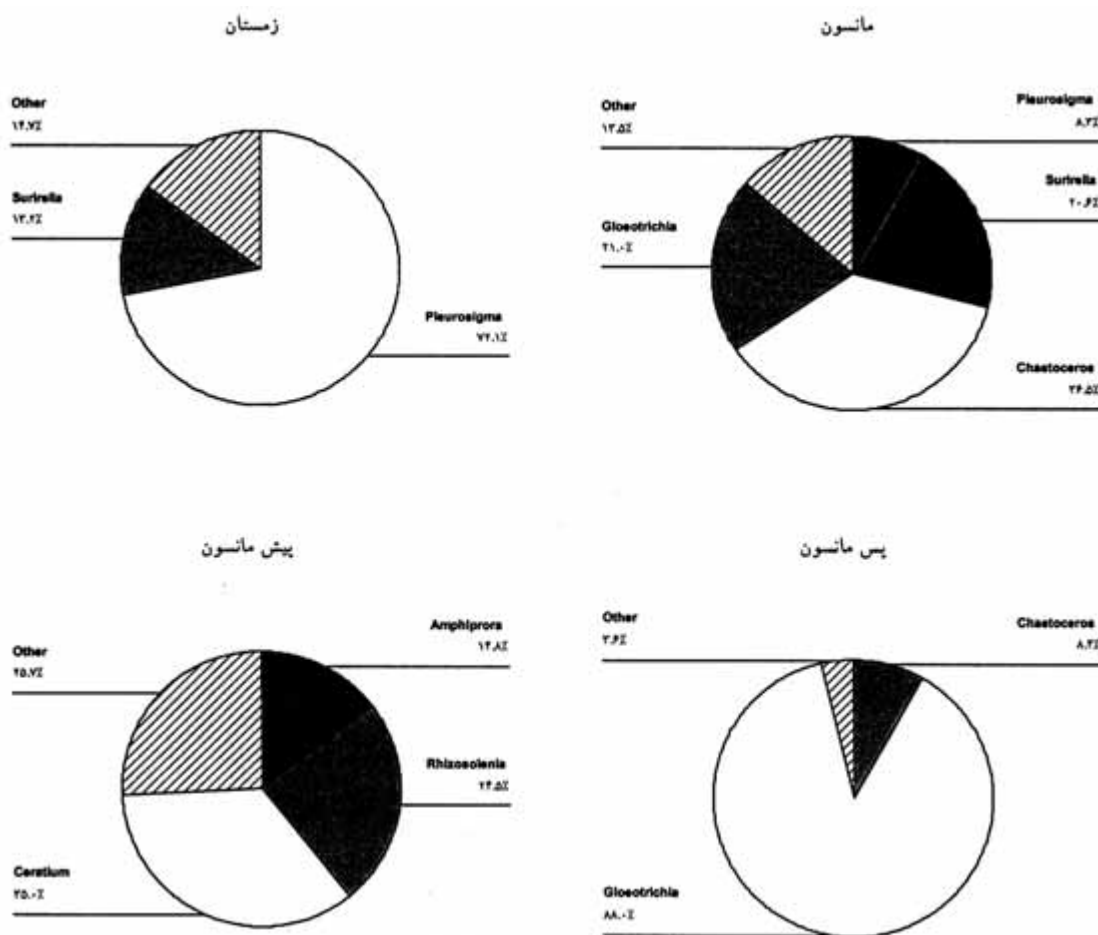 زمستان
Other
۱۴.۷٪
Surirella
۱۳.۲٪
Pleurosigma
۷۲.۱٪
مانسون
Other
۱۳.۵٪
Gloeotrichia
۲۱.۰٪
Pleurosigma
۸.۴٪
Surirella
۲۰.۶٪
Chaetoceros
۳۶.۵٪
پیش مانسون
Other
۲۵.۷٪
Ceratium
۳۵.۰٪
Amphiprora
۱۴.۸٪
Rhizosolenia
۲۴.۵٪
پس مانسون
Other
۳.۶٪
Gloeotrichia
۸۸.۰٪
Chaetoceros
۸.۴٪